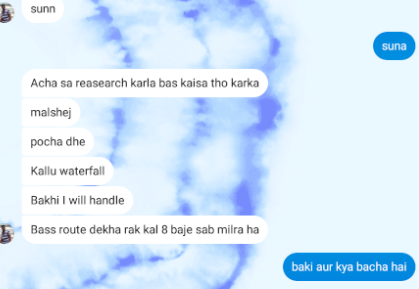 sunn
suna
Acha sa reasearch karla bas kaisa tho karka
malshej
pocha dhe
Kallu waterfall
Bakhi I will handle
Bass route dekha rak kal 8 baje sab milra ha
baki aur kya bacha hai